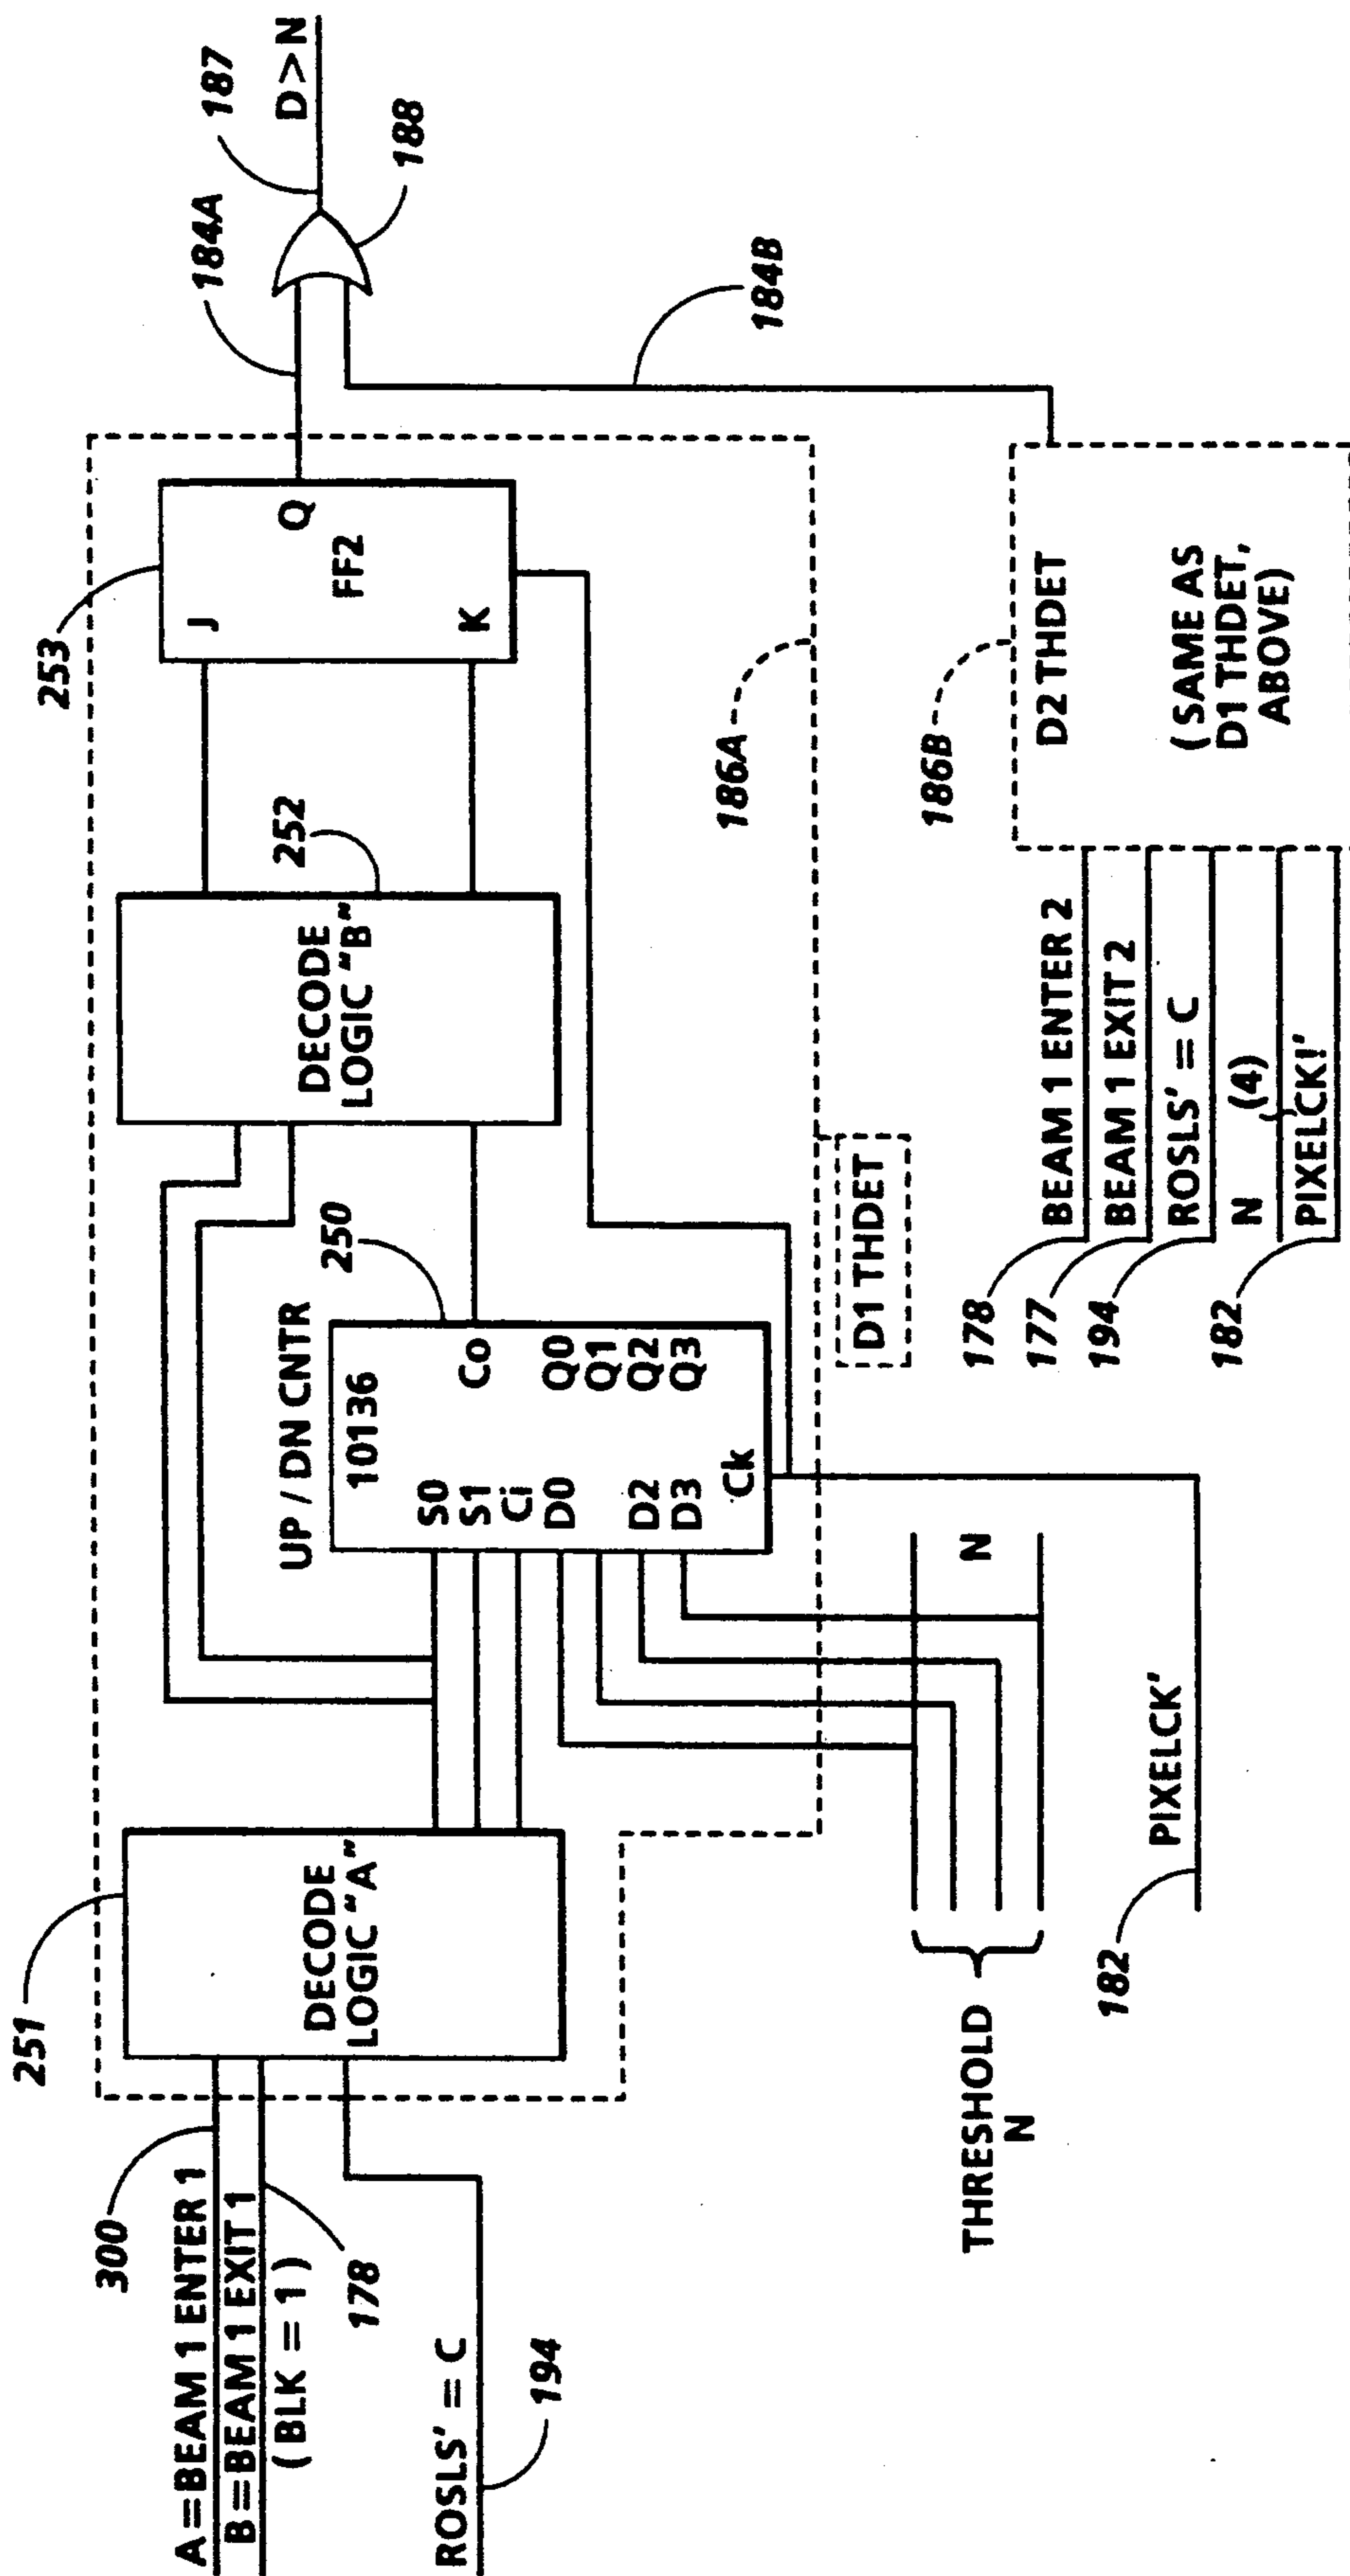 300
A=BEAM 1 ENTER 1
B=BEAM 1 EXIT 1
(BLK = 1)
178
ROSLS' = C
194
251
DECODE
LOGIC "A"
UP / DN CNTR
10136
S0
S1
Ci
D0
D2
D3
Ck
Co
Q0
Q1
Q2
Q3
250
DECODE
LOGIC "B"
252
253
J
Q
FF2
K
184A
187
D>N
188
184B
186A
D1 THDET
THRESHOLD
N
N
PIXELCK'
182
186B
D2 THDET
(SAME AS
D1 THDET,
ABOVE)
178
BEAM 1 ENTER 2
177
BEAM 1 EXIT 2
194
ROSLS' = C
N (4)
182
PIXELCK!'